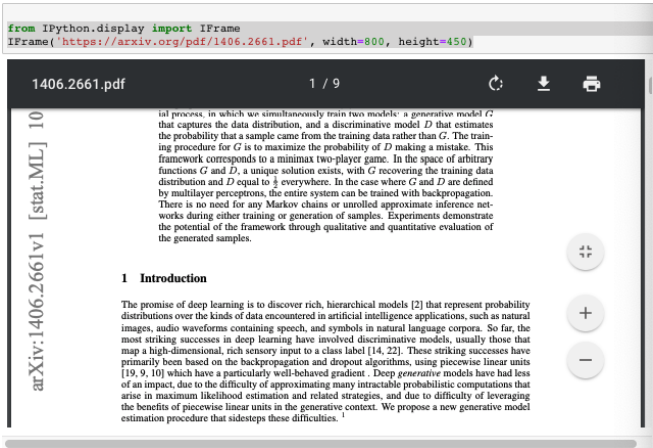 from IPython.display import IFrame
IFrame('https://arxiv.org/pdf/1406.2661.pdf', width=800, height=450)
1406.2661.pdf
1 / 9
ial process, in which we simultaneously train two models: a generative model G
that captures the data distribution, and a discriminative model D that estimates
the probability that a sample came from the training data rather than G. The train-
ing procedure for G is to maximize the probability of D making a mistake. This
framework corresponds to a minimax two-player game. In the space of arbitrary
functions G and D, a unique solution exists, with G recovering the training data
distribution and D equal to 1/2 everywhere. In the case where G and D are defined
by multilayer perceptrons, the entire system can be trained with backpropagation.
There is no need for any Markov chains or unrolled approximate inference net-
works during either training or generation of samples. Experiments demonstrate
the potential of the framework through qualitative and quantitative evaluation of
the generated samples.
arXiv:1406.2661v1 [stat.ML] 10
1 Introduction
The promise of deep learning is to discover rich, hierarchical models [2] that represent probability
distributions over the kinds of data encountered in artificial intelligence applications, such as natural
images, audio waveforms containing speech, and symbols in natural language corpora. So far, the
most striking successes in deep learning have involved discriminative models, usually those that
map a high-dimensional, rich sensory input to a class label [14, 22]. These striking successes have
primarily been based on the backpropagation and dropout algorithms, using piecewise linear units
[19, 9, 10] which have a particularly well-behaved gradient . Deep generative models have had less
of an impact, due to the difficulty of approximating many intractable probabilistic computations that
arise in maximum likelihood estimation and related strategies, and due to difficulty of leveraging
the benefits of piecewise linear units in the generative context. We propose a new generative model
estimation procedure that sidesteps these difficulties. 1